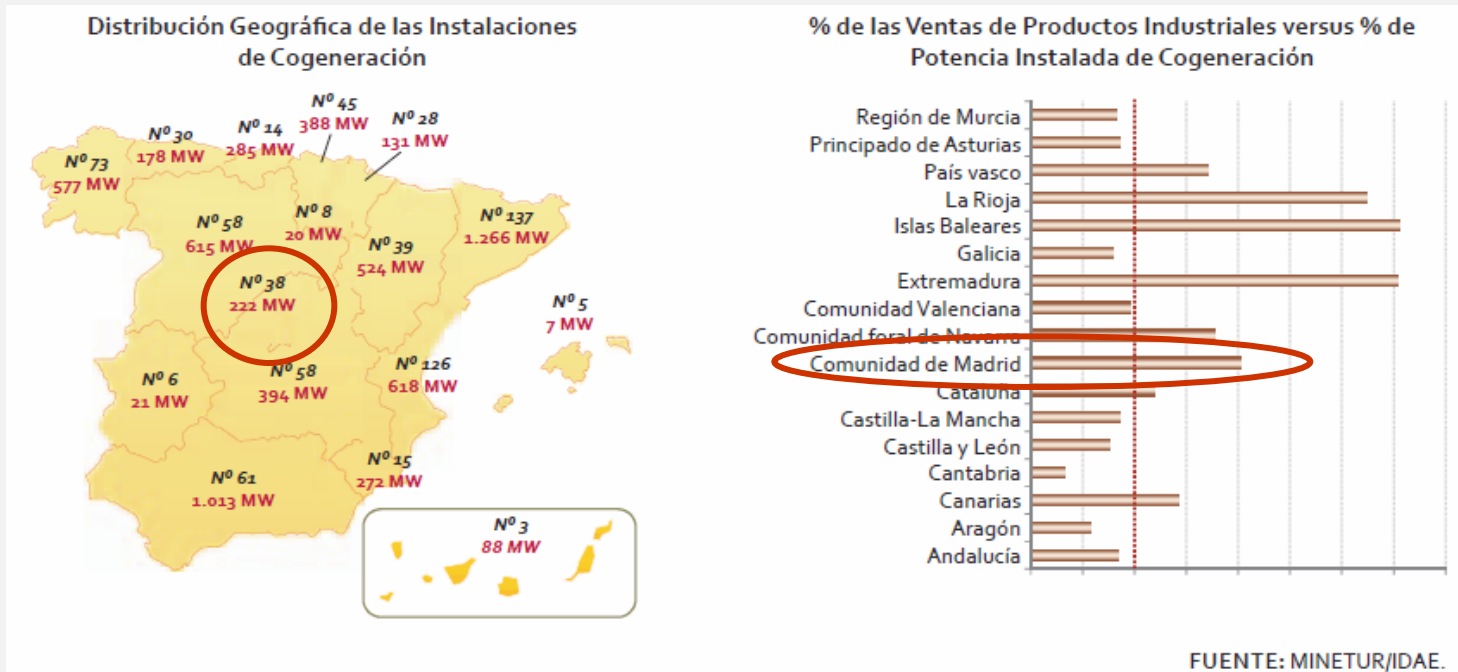 Distribución Geográfica de las Instalaciones
de Cogeneración
Nº 45
388 MW
Nº 28
131 MW
Nº 14
285 MW
Nº 30
178 MW
Nº 73
577 MW
Nº 58
615 MW
Nº 8
20 MW
Nº 39
524 MW
Nº 137
1.266 MW
Nº 38
222 MW
Nº 5
7 MW
Nº 6
21 MW
Nº 58
394 MW
Nº 126
618 MW
Nº 61
1.013 MW
Nº 15
272 MW
Nº 3
88 MW
% de las Ventas de Productos Industriales versus % de
Potencia Instalada de Cogeneración
Región de Murcia
Principado de Asturias
País vasco
La Rioja
Islas Baleares
Galicia
Extremadura
Comunidad Valenciana
Comunidad foral de Navarra
Comunidad de Madrid
Cataluña
Castilla-La Mancha
Castilla y León
Cantabria
Canarias
Aragón
Andalucía
FUENTE: MINETUR/IDAE.